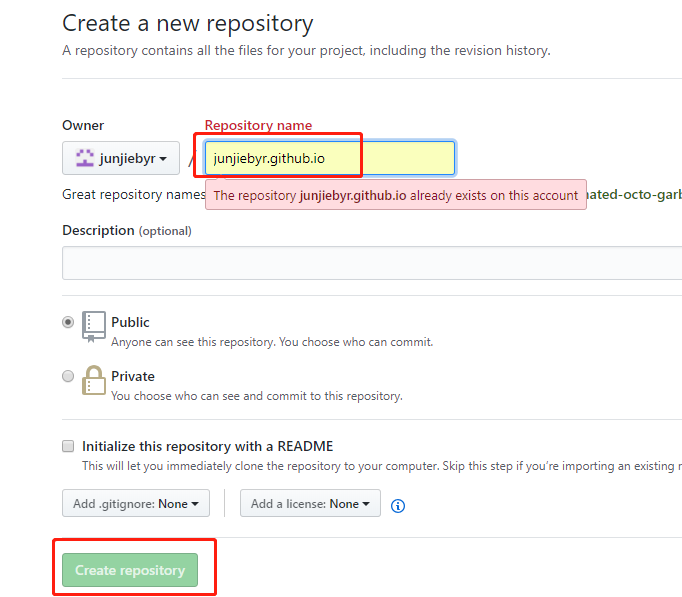 Create a new repository
A repository contains all the files for your project, including the revision history.
Owner
Repository name
junjiebyr
/
junjiebyr.github.io
Great repository names
The repository junjiebyr.github.io already exists on this account
ated-octo-garb
Description (optional)
Public
Anyone can see this repository. You choose who can commit.
Private
You choose who can see and commit to this repository.
Initialize this repository with a README
This will let you immediately clone the repository to your computer. Skip this step if you're importing an existing r
Add .gitignore: None
Add a license: None
Create repository